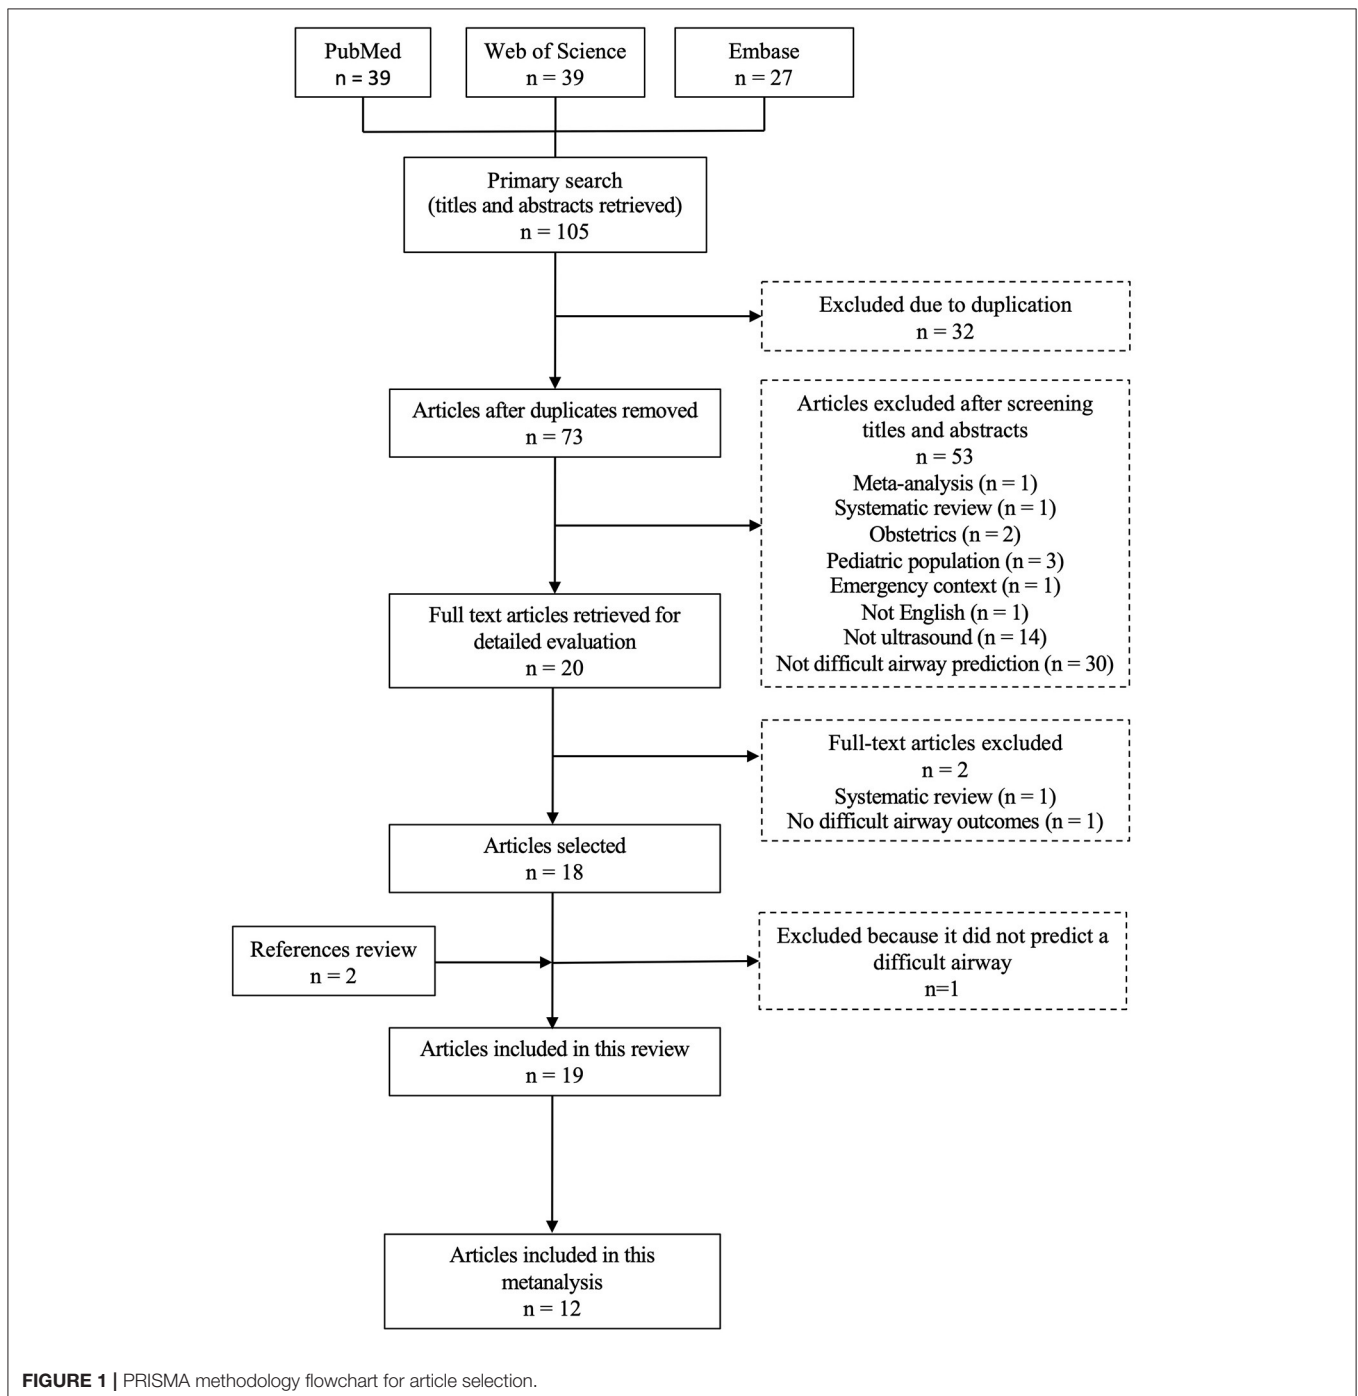 PubMed
n = 39
Web of Science
n = 39
Embase
n = 27
Primary search
(titles and abstracts retrieved)
n = 105
Excluded due to duplication
n = 32
Articles after duplicates removed
n = 73
Articles excluded after screening
titles and abstracts
n = 53
Meta-analysis (n = 1)
Systematic review (n = 1)
Obstetrics (n = 2)
Pediatric population (n = 3)
Emergency context (n = 1)
Not English (n = 1)
Not ultrasound (n = 14)
Not difficult airway prediction (n = 30)
Full text articles retrieved for
detailed evaluation
n = 20
Full-text articles excluded
n = 2
Systematic review (n = 1)
No difficult airway outcomes (n = 1)
Articles selected
n = 18
References review
n = 2
Excluded because it did not predict a
difficult airway
n=1
Articles included in this review
n = 19
Articles included in this
metanalysis
n = 12
FIGURE 1 | PRISMA methodology flowchart for article selection.